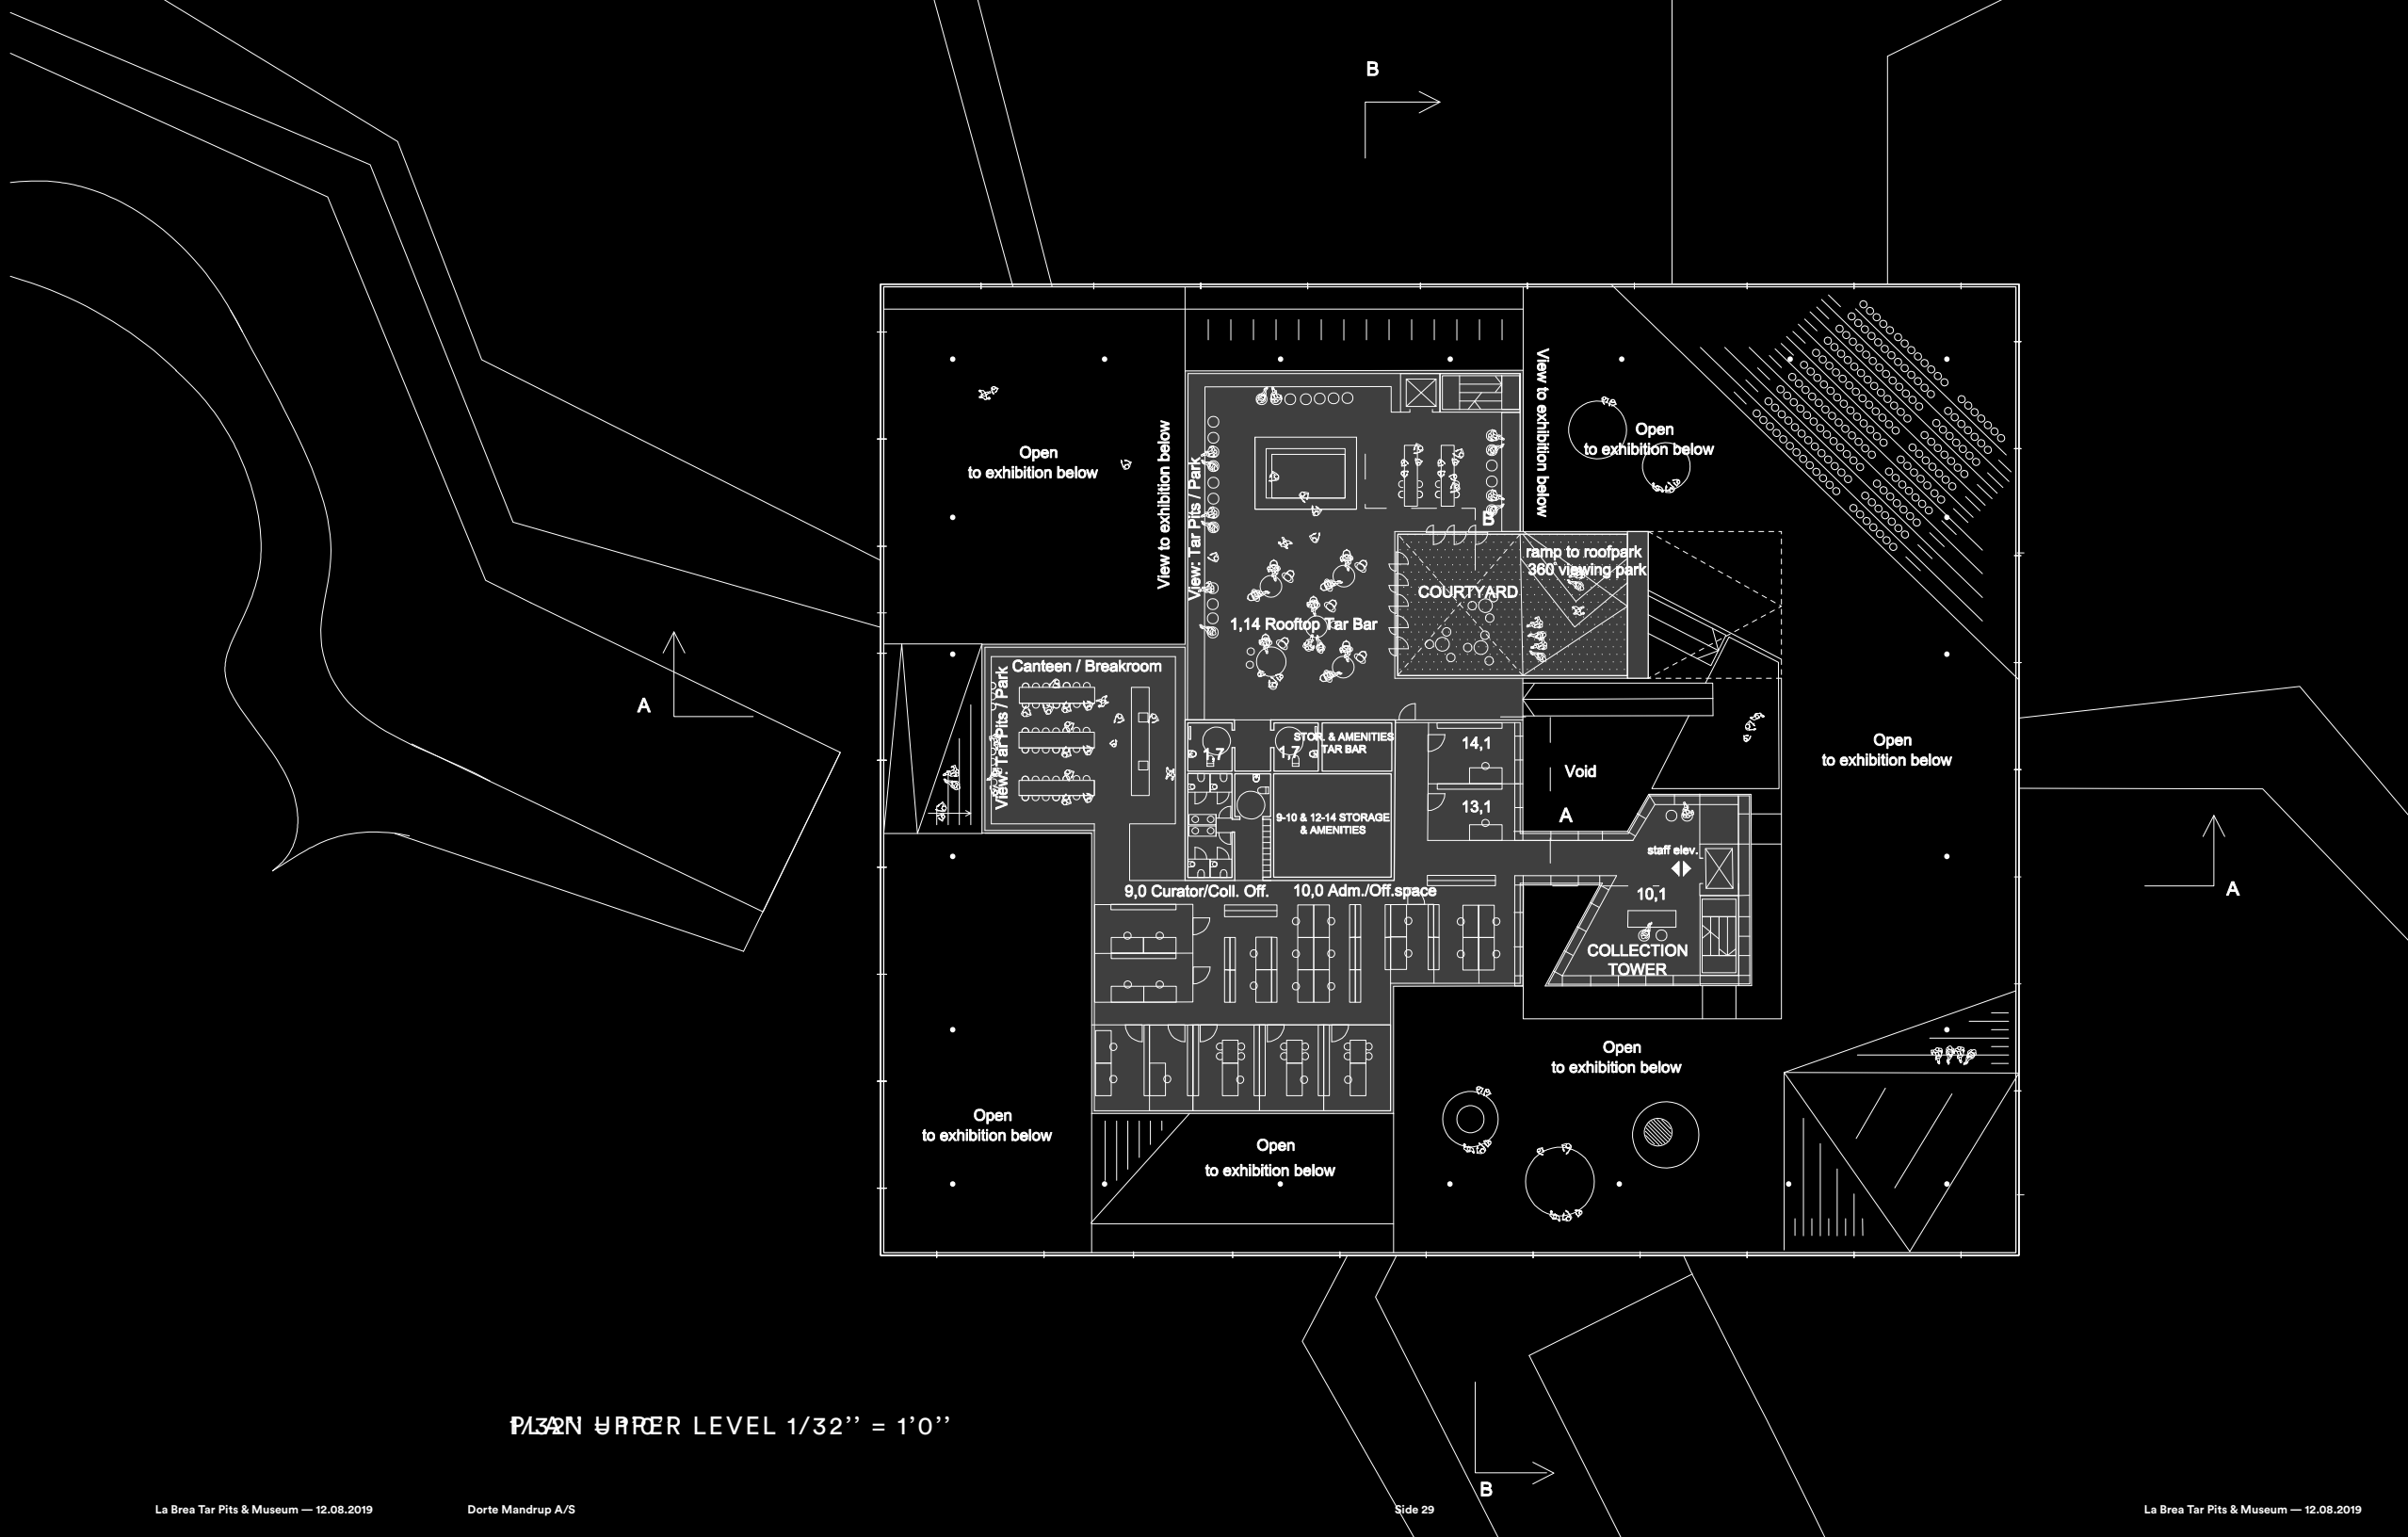 B
View to exhibition below
Open
to exhibition below
Open
to exhibition below
View to exhibition below
View: Tar Pits / Park
B
ramp to roofpark
360 viewing park
COURTYARD
1,14 Rooftop Tar Bar
Canteen / Breakroom
View: Tar Pits / Park
A
STOR. & AMENITIES
TAR BAR
1,7
1,7
14,1
Void
Open
to exhibition below
13,1
A
9-10 & 12-14 STORAGE
& AMENITIES
staff elev.
9,0 Curator/Coll. Off.
10,0 Adm./Off.space
10,1
A
COLLECTION
TOWER
Open
to exhibition below
Open
to exhibition below
Open
to exhibition below
PLAN UPPER LEVEL 1/32’’ = 1’0’’
B
La Brea Tar Pits & Museum — 12.08.2019
Dorte Mandrup A/S
Side 29
La Brea Tar Pits & Museum — 12.08.2019